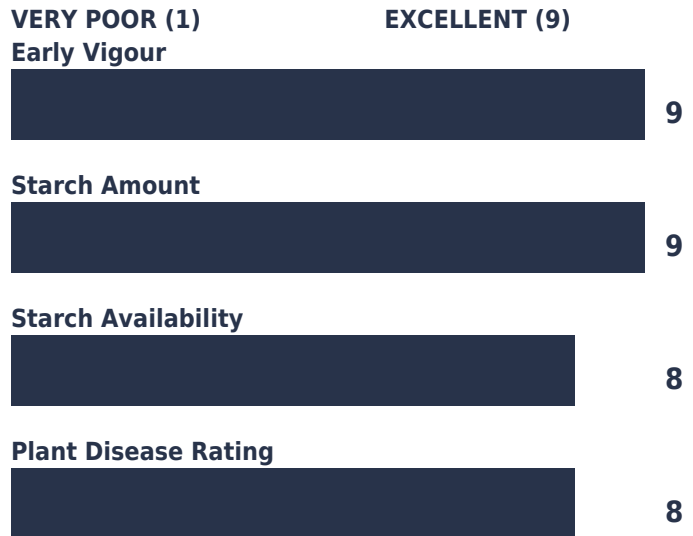 VERY POOR (1) EXCELLENT (9)
Early Vigour
9
Starch Amount
9
Starch Availability
8
Plant Disease Rating
8